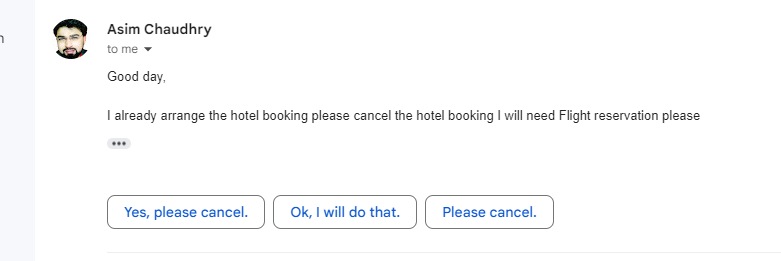 Asim Chaudhry
to me
Good day,
I already arrange the hotel booking please cancel the hotel booking I will need Flight reservation please
Yes, please cancel.
Ok, I will do that.
Please cancel.